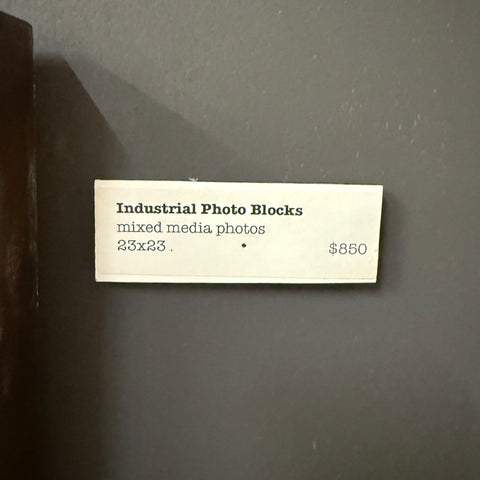 Industrial Photo Blocks
mixed media photos
23x23 .
$850